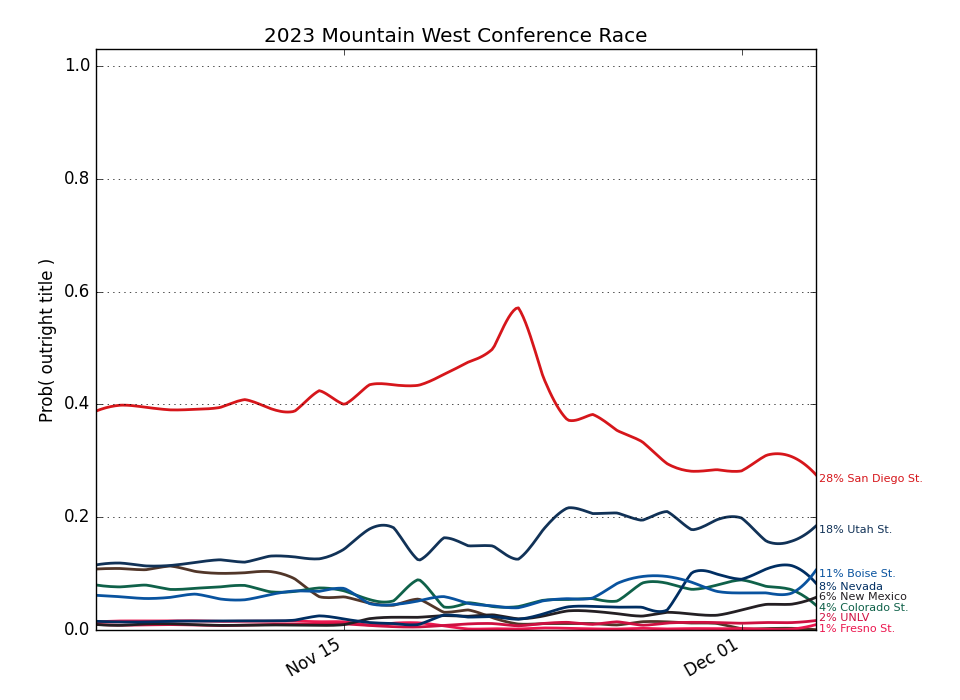 2023 Mountain West Conference Race
Prob( outright title )
1.0
0.8
0.6
0.4
0.2
0.0
Nov 15
Dec 01
28% San Diego St.
18% Utah St.
11% Boise St.
8% Nevada
6% New Mexico
4% Colorado St.
2% UNLV
1% Fresno St.